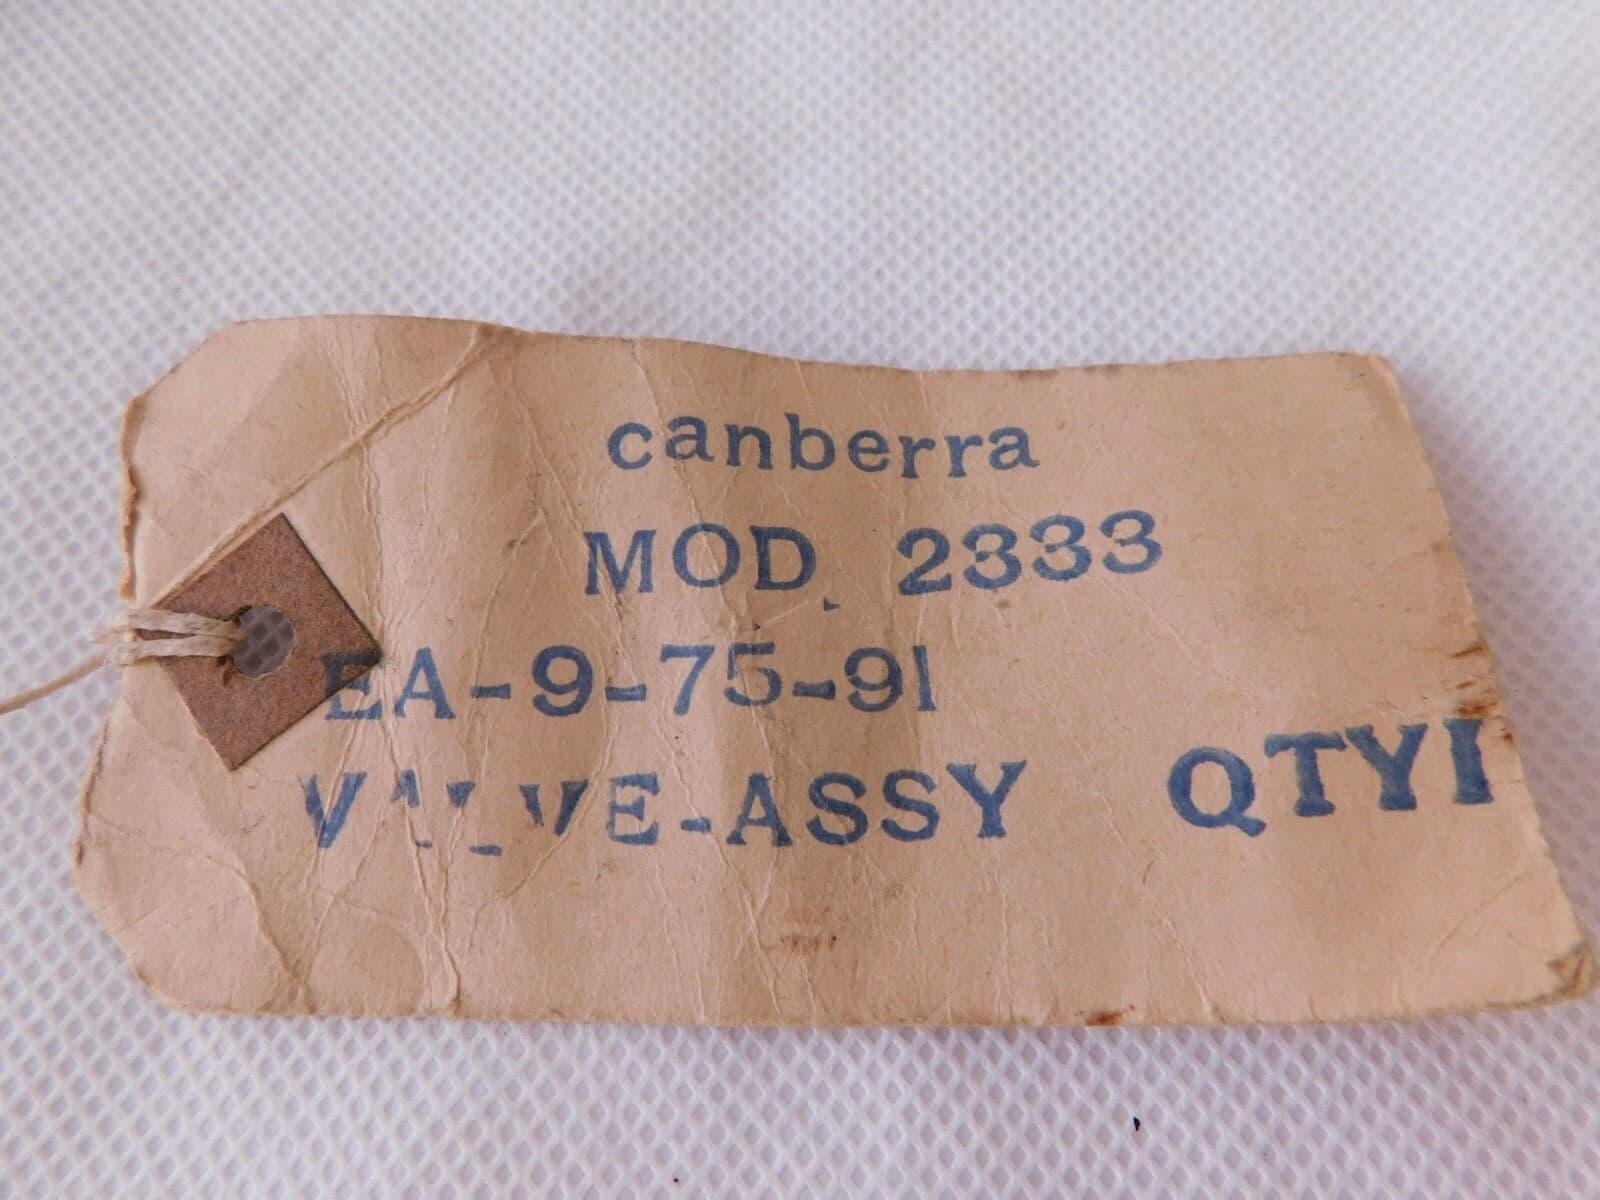 canberra
MOD. 2333
EA-9-75-91
VALVE-ASSY QTY1